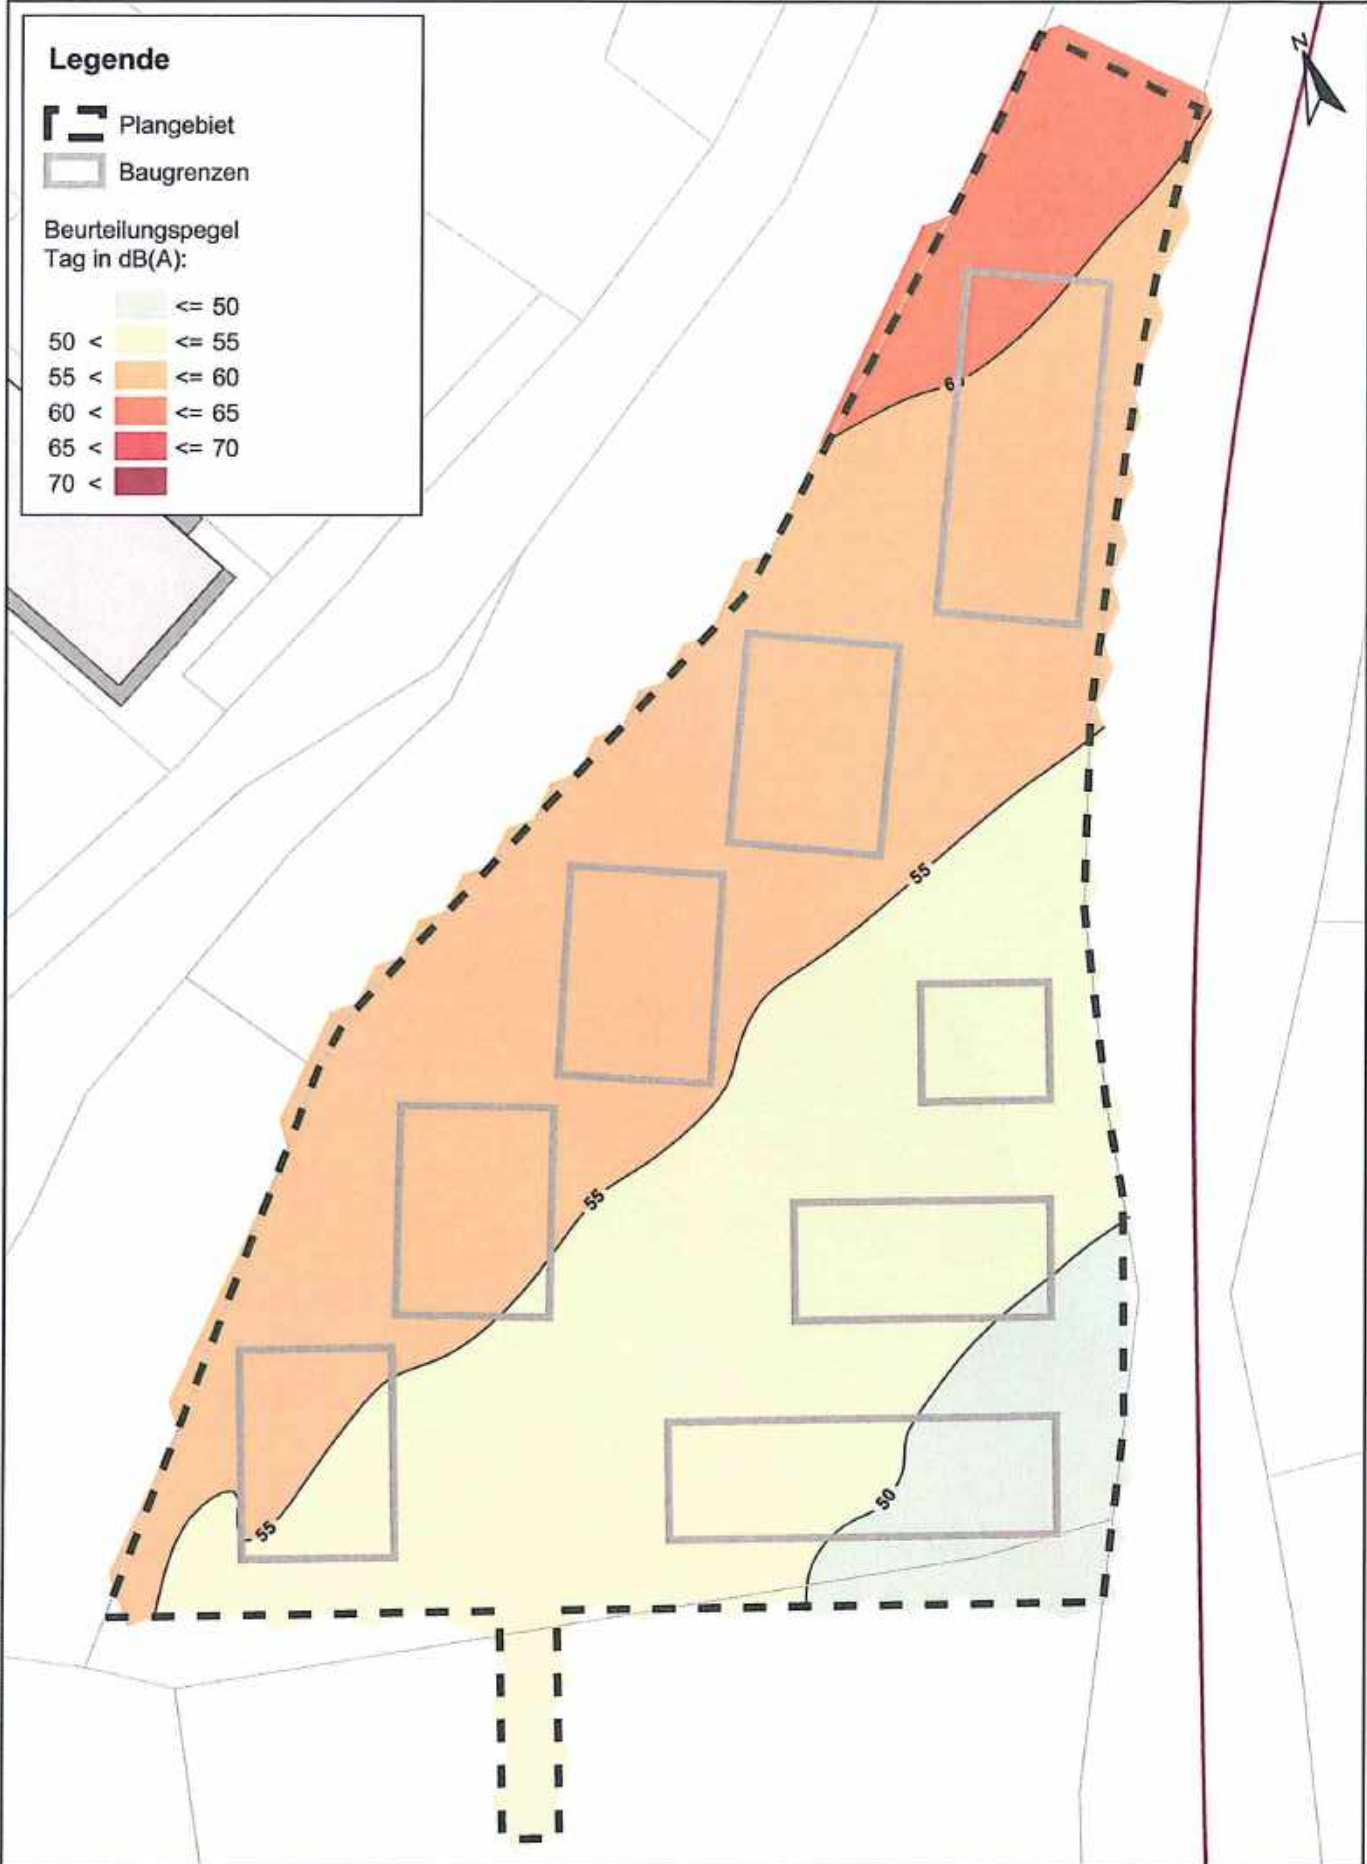 Legende
Plangebiet
Baugrenzen
Beurteilungspegel
Tag in dB(A):
<= 50
50 < <= 55
55 < <= 60
60 < <= 65
65 < <= 70
70 <
N
6
55
55
50
55